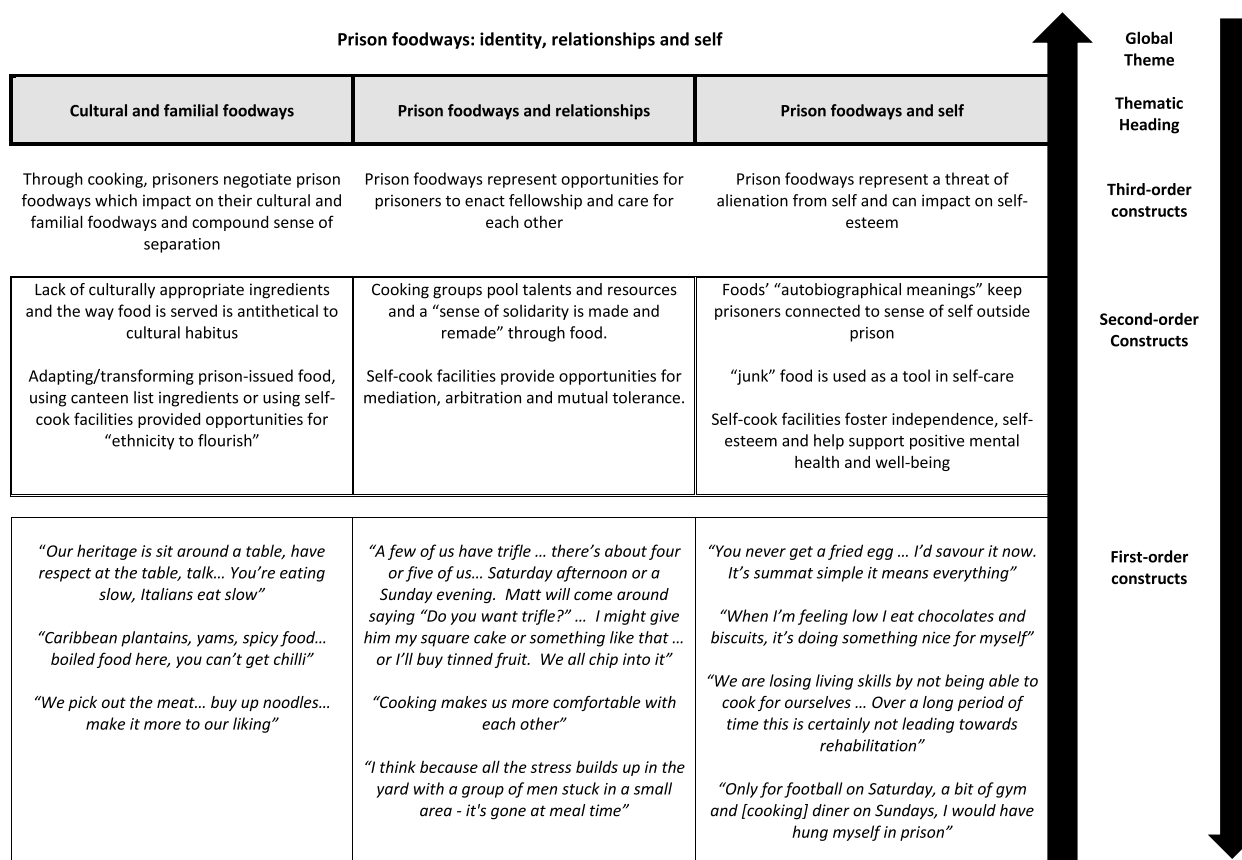 Prison foodways: identity, relationships and self
Global
Theme
Cultural and familial foodways
Prison foodways and relationships
Prison foodways and self
Thematic
Heading
Through cooking, prisoners negotiate prison
foodways which impact on their cultural and
familial foodways and compound sense of
separation
Prison foodways represent opportunities for
prisoners to enact fellowship and care for
each other
Prison foodways represent a threat of
alienation from self and can impact on self-
esteem
Third-order
constructs
Lack of culturally appropriate ingredients
and the way food is served is antithetical to
cultural habitus
Adapting/transforming prison-issued food,
using canteen list ingredients or using self-
cook facilities provided opportunities for
“ethnicity to flourish”
Cooking groups pool talents and resources
and a “sense of solidarity is made and
remade” through food.
Self-cook facilities provide opportunities for
mediation, arbitration and mutual tolerance.
Foods’ “autobiographical meanings” keep
prisoners connected to sense of self outside
prison
“junk” food is used as a tool in self-care
Self-cook facilities foster independence, self-
esteem and help support positive mental
health and well-being
Second-order
Constructs
“Our heritage is sit around a table, have
respect at the table, talk… You’re eating
slow, Italians eat slow”
“Caribbean plantains, yams, spicy food…
boiled food here, you can’t get chilli”
“We pick out the meat… buy up noodles…
make it more to our liking”
“A few of us have trifle … there’s about four
or five of us… Saturday afternoon or a
Sunday evening. Matt will come around
saying “Do you want trifle?” … I might give
him my square cake or something like that …
or I’ll buy tinned fruit. We all chip into it”
“Cooking makes us more comfortable with
each other”
“I think because all the stress builds up in the
yard with a group of men stuck in a small
area - it's gone at meal time”
“You never get a fried egg … I’d savour it now.
It’s summat simple it means everything”
“When I’m feeling low I eat chocolates and
biscuits, it’s doing something nice for myself”
“We are losing living skills by not being able to
cook for ourselves … Over a long period of
time this is certainly not leading towards
rehabilitation”
“Only for football on Saturday, a bit of gym
and [cooking] diner on Sundays, I would have
hung myself in prison”
First-order
constructs